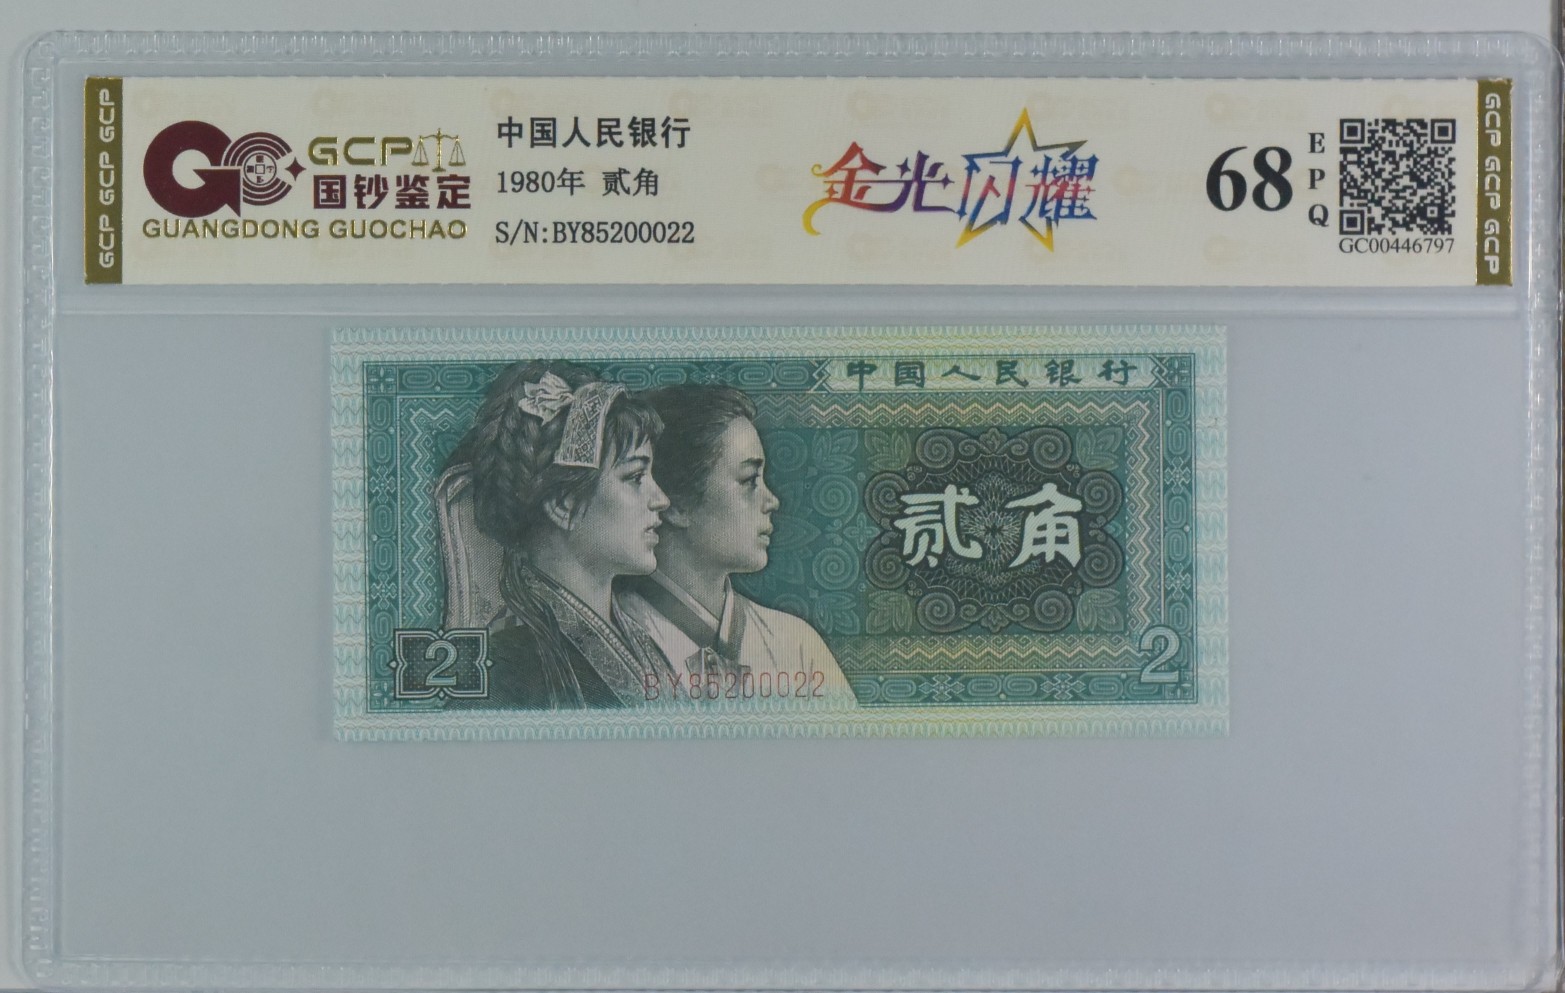 GCP GCP GCP
GCP
国钞鉴定
GUANGDONG GUOCHAO
中国人民银行
1980年 贰角
S/N:BY85200022
金光闪耀
68
EPQ
GC00446797
GCP GCP GCP
中国人民银行
贰角
2
2
BY85200022